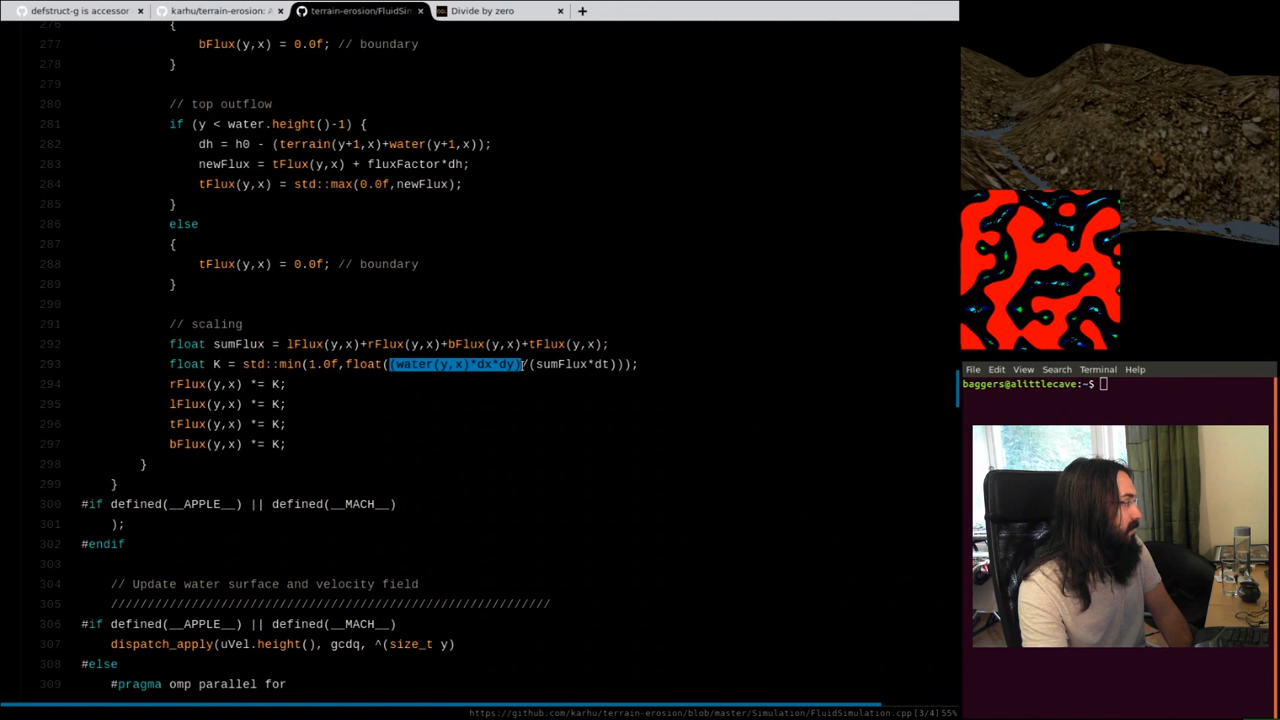 defstruct-g is accessor
karhu/terrain-erosion: A
terrain-erosion/FluidSim
Divide by zero
276 {
277 bFlux(y,x) = 0.0f; // boundary
278 }
279
280 // top outflow
281 if (y < water.height()-1) {
282 dh = h0 - (terrain(y+1,x)+water(y+1,x));
283 newFlux = tFlux(y,x) + fluxFactor*dh;
284 tFlux(y,x) = std::max(0.0f,newFlux);
285 }
286 else
287 {
288 tFlux(y,x) = 0.0f; // boundary
289 }
290
291 // scaling
292 float sumFlux = lFlux(y,x)+rFlux(y,x)+bFlux(y,x)+tFlux(y,x);
293 float K = std::min(1.0f,float((water(y,x)*dx*dy)/(sumFlux*dt)));
294 rFlux(y,x) *= K;
295 lFlux(y,x) *= K;
296 tFlux(y,x) *= K;
297 bFlux(y,x) *= K;
298 }
299 }
300 #if defined(__APPLE__) || defined(__MACH__)
301 );
302 #endif
303
304 // Update water surface and velocity field
305 ////////////////////////////////////////////////////////////
306 #if defined(__APPLE__) || defined(__MACH__)
307 dispatch_apply(uVel.height(), gcdq, ^(size_t y)
308 #else
309 #pragma omp parallel for
https://github.com/karhu/terrain-erosion/blob/master/Simulation/FluidSimulation.cpp [3/4] 55%
File Edit View Search Terminal Help
baggers@alittlecave:~$